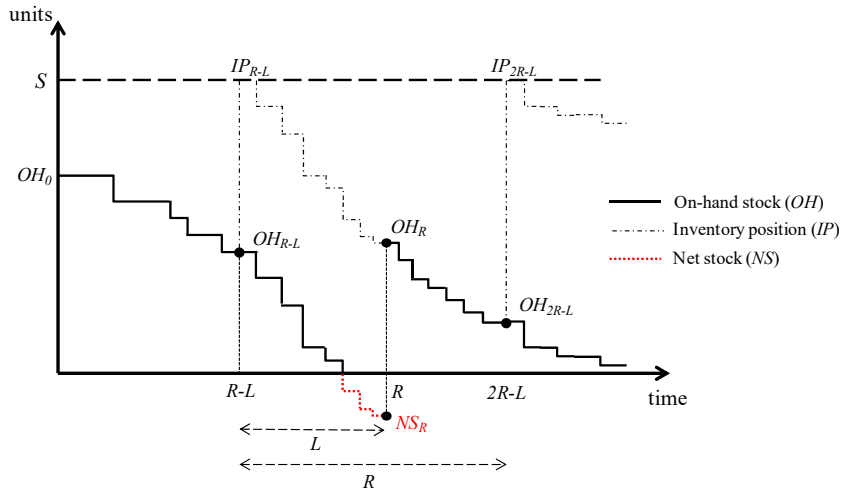 units
IP_{R-L}
IP_{2R-L}
S
OH_0
OH_{R-L}
OH_R
OH_{2R-L}
On-hand stock (OH)
Inventory position (IP)
Net stock (NS)
R-L
R
2R-L
time
NS_R
L
R